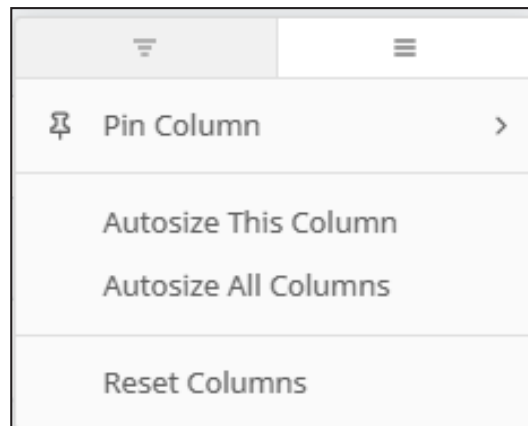 Pin Column
Autosize This Column
Autosize All Columns
Reset Columns